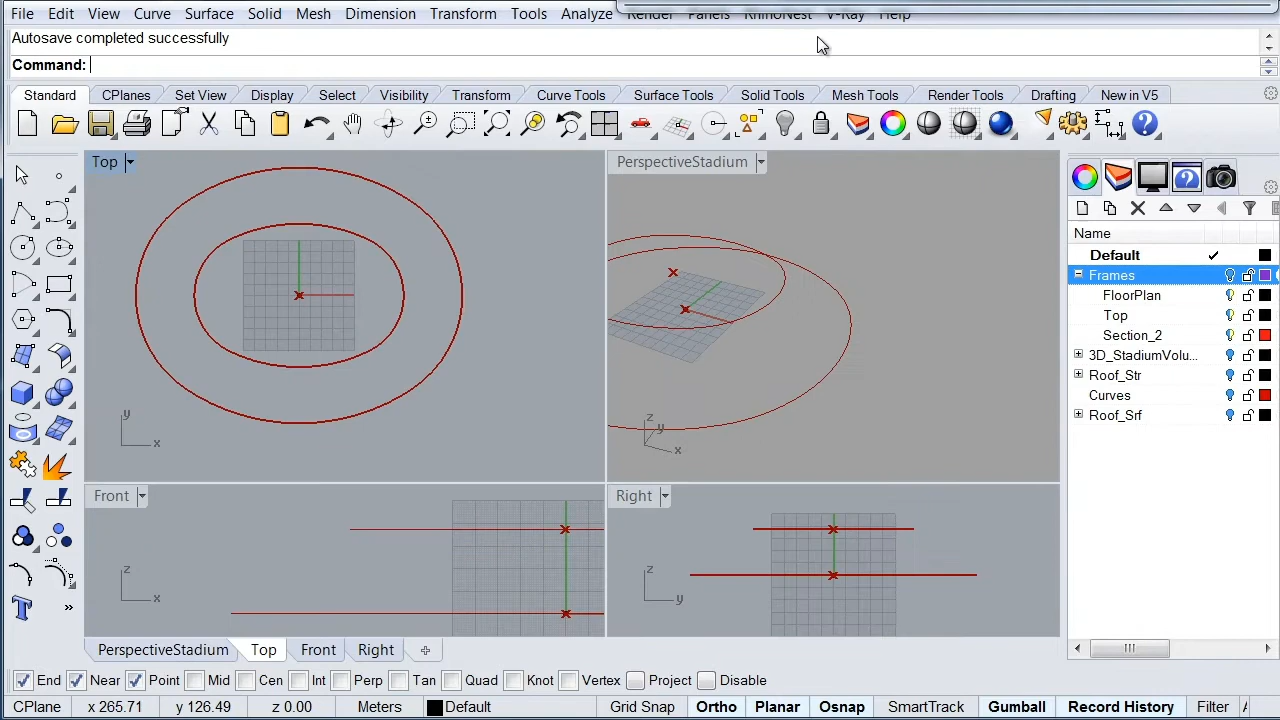 File Edit View Curve Surface Solid Mesh Dimension Transform Tools Analyze Render Panels RhinoNest V-Ray Help
Autosave completed successfully
Command:
Standard CPlanes Set View Display Select Visibility Transform Curve Tools Surface Tools Solid Tools Mesh Tools Render Tools Drafting New in V5
Top
PerspectiveStadium
Name
Default
Frames
FloorPlan
Top
Section_2
3D_StadiumVolu...
Roof_Str
Curves
Roof_Srf
y
x
z
y
x
Front
Right
z
x
z
y
PerspectiveStadium Top Front Right
End Near Point Mid Cen Int Perp Tan Quad Knot Vertex Project Disable
CPlane x 265.71 y 126.49 z 0.00 Meters Default Grid Snap Ortho Planar Osnap SmartTrack Gumball Record History Filter